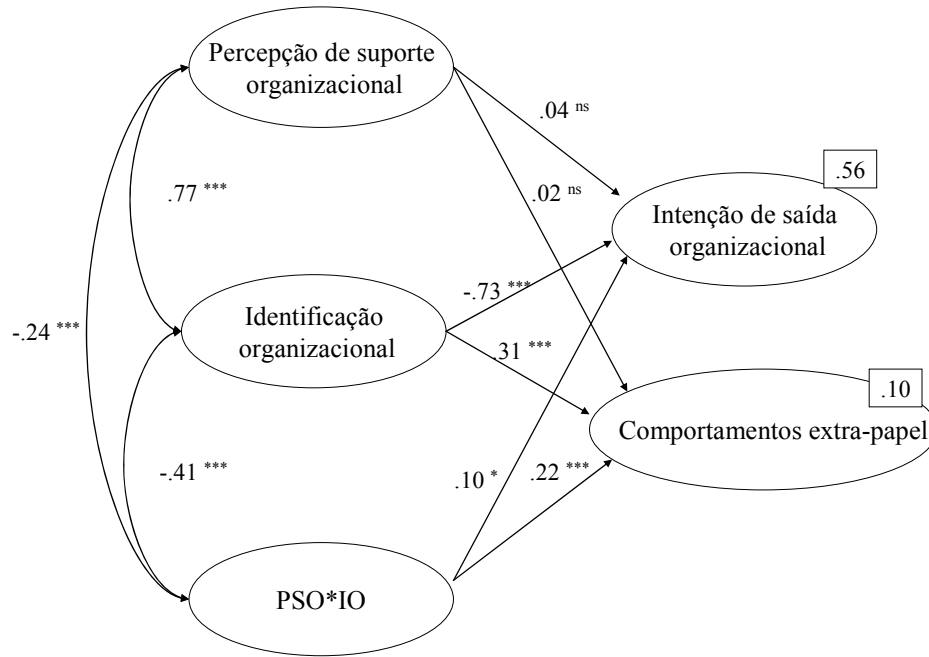 Percepção de suporte
organizacional
.04 ns
.56
.02 ns
.77 ***
Intenção de saída
organizacional
-.73 ***
Identificação
organizacional
-.24 ***
.31 ***
.10
Comportamentos extra-papel
-.41 ***
.10 *
.22 ***
PSO*IO